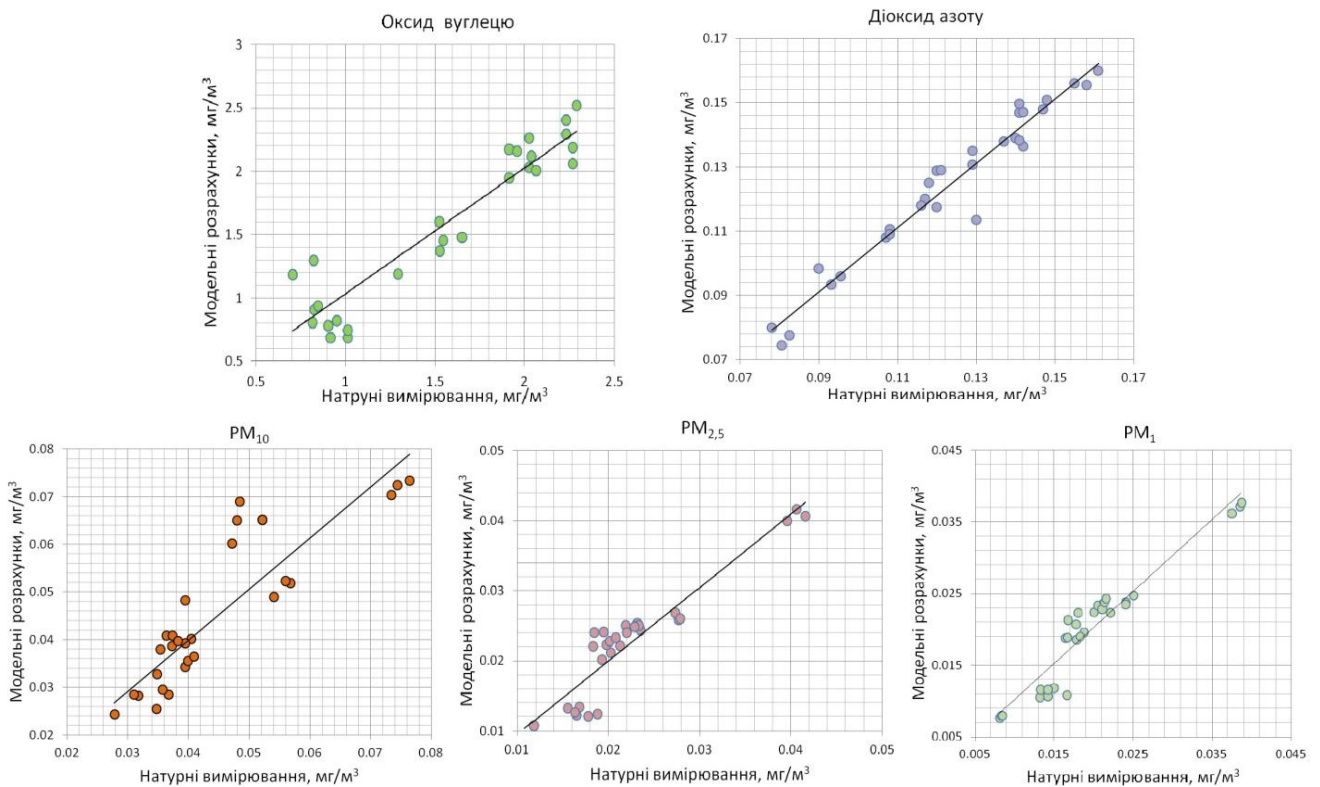 Оксид вуглецю
Модельні розрахунки, мг/м³
3
2.5
2
1.5
1
0.5
0.5 1 1.5 2 2.5
Натруні вимірювання, мг/м³
Діоксид азоту
Модельні розрахунки, мг/м³
0.17
0.15
0.13
0.11
0.09
0.07
0.07 0.09 0.11 0.13 0.15 0.17
Натурні вимірювання, мг/м³
PM₁₀
Модельні розрахунки, мг/м³
0.08
0.07
0.06
0.05
0.04
0.03
0.02
0.02 0.03 0.04 0.05 0.06 0.07 0.08
Натурні вимірювання, мг/м³
PM₂,₅
Модельні розрахунки, мг/м³
0.05
0.04
0.03
0.02
0.01
0.01 0.02 0.03 0.04 0.05
Натурні вимірювання, мг/м³
PM₁
Модельні розрахунки, мг/м³
0.045
0.035
0.025
0.015
0.005
0.005 0.015 0.025 0.035 0.045
Натурні вимірювання, мг/м³